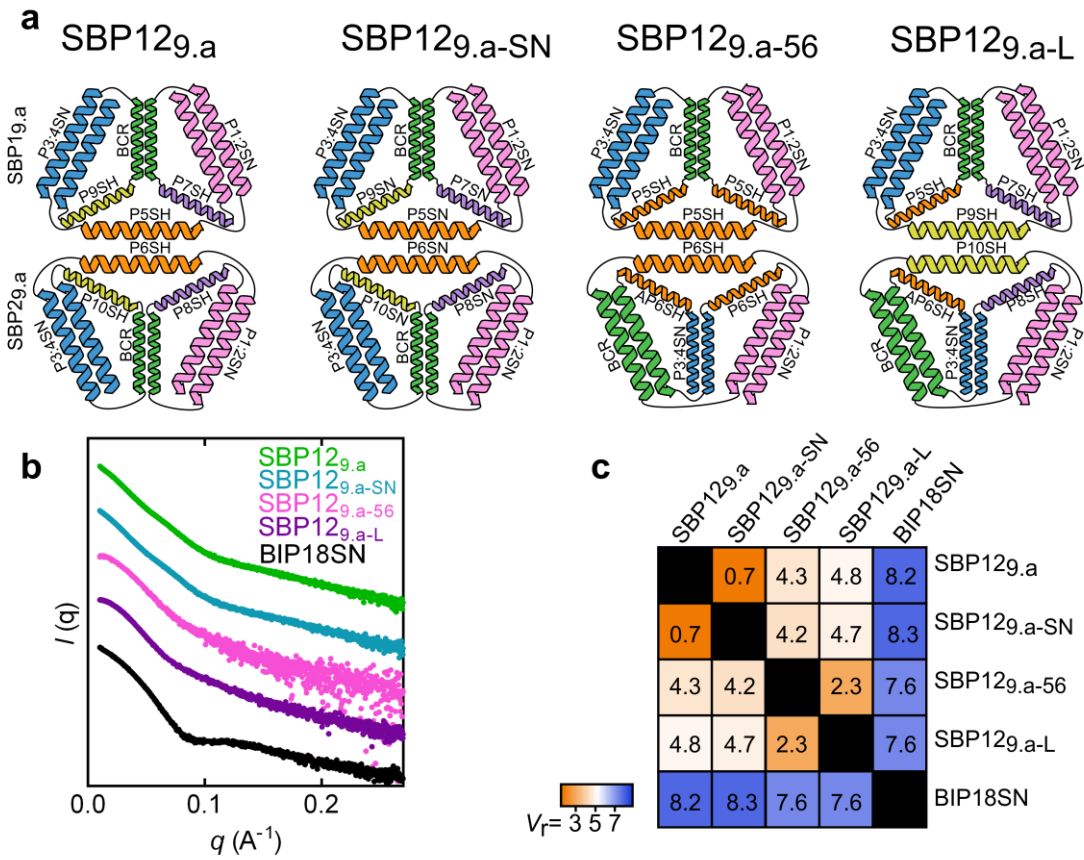 a
SBP129.a
SBP129.a-SN
SBP129.a-56
SBP129.a-L
SBP19.a
P3:4SN
BCR
P1:2SN
P9SH
P7SH
P5SH
P3:4SN
BCR
P1:2SN
P9SN
P7SN
P5SN
P3:4SN
BCR
P1:2SN
P5SH
P5SH
P5SH
P3:4SN
BCR
P1:2SN
P5SH
P7SH
P9SH
SBP29.a
P6SH
P10SH
P8SH
P3:4SN
BCR
P1:2SN
P6SN
P10SN
P8SN
P3:4SN
BCR
P1:2SN
P6SH
AP6SH
P6SH
BCR
P3:4SN
P1:2SN
P10SH
AP6SH
P8SH
BCR
P3:4SN
P1:2SN
b
SBP129.a
SBP129.a-SN
SBP129.a-56
SBP129.a-L
BIP18SN
I (q)
0.0 0.1 0.2
q (A⁻¹)
c
SBP129.a
SBP129.a-SN
SBP129.a-56
SBP129.a-L
BIP18SN
0.7 4.3 4.8 8.2 SBP129.a
0.7 4.2 4.7 8.3 SBP129.a-SN
4.3 4.2 2.3 7.6 SBP129.a-56
4.8 4.7 2.3 7.6 SBP129.a-L
8.2 8.3 7.6 7.6 BIP18SN
Vr= 3 5 7